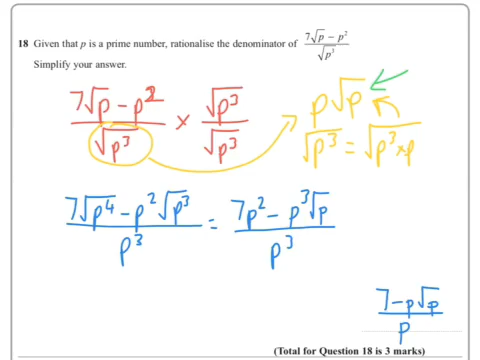 18 Given that p is a prime number, rationalise the denominator of (7√p − p²)/√p³
Simplify your answer.
(7√p − p²)/√p³ × √p³/√p³
p√p
√p³ = √p³×p
(7√p⁴ − p²√p³)/p³ = (7p² − p³√p)/p³
(7−p√p)/p
(Total for Question 18 is 3 marks)